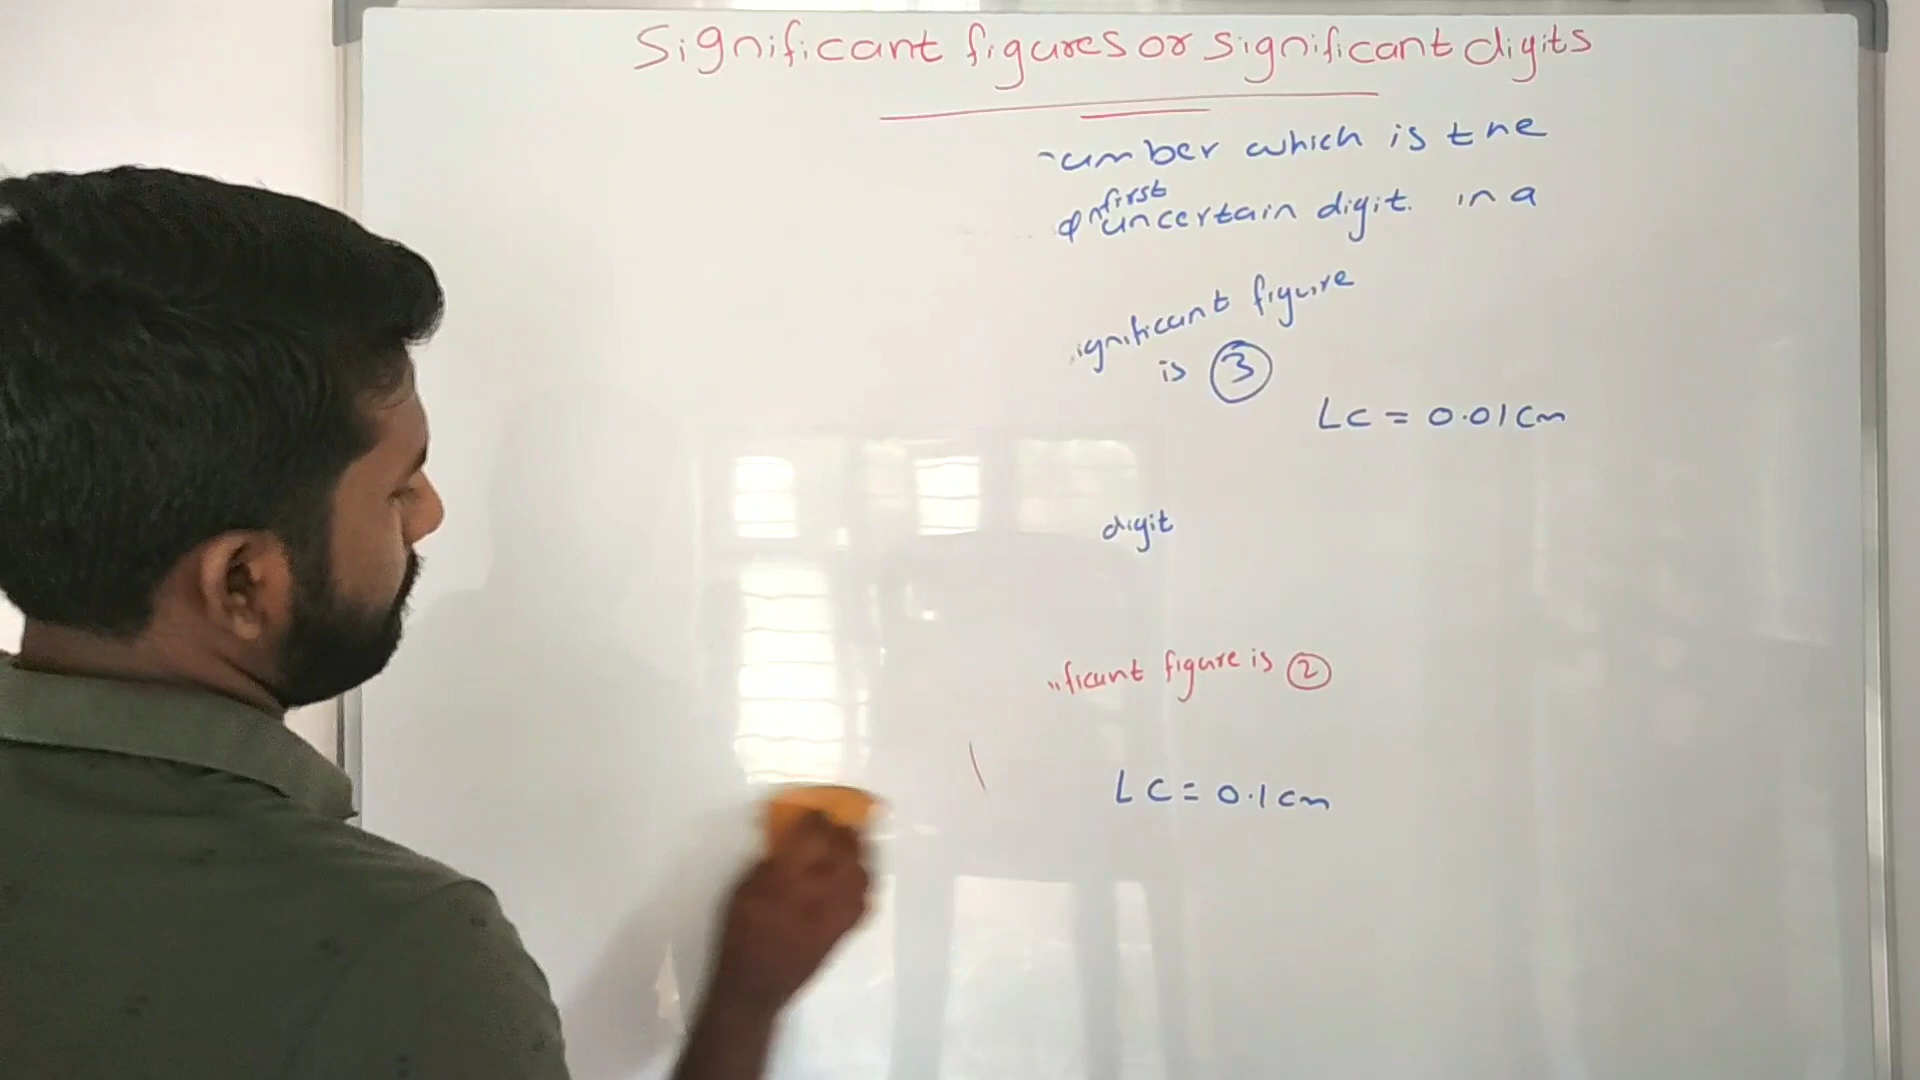 Significant figures or significant digits
umber which is the
first
uncertain digit. in a
ignificant figure
is 3
LC = 0.01cm
digit
ficant figure is 2
LC = 0.1cm